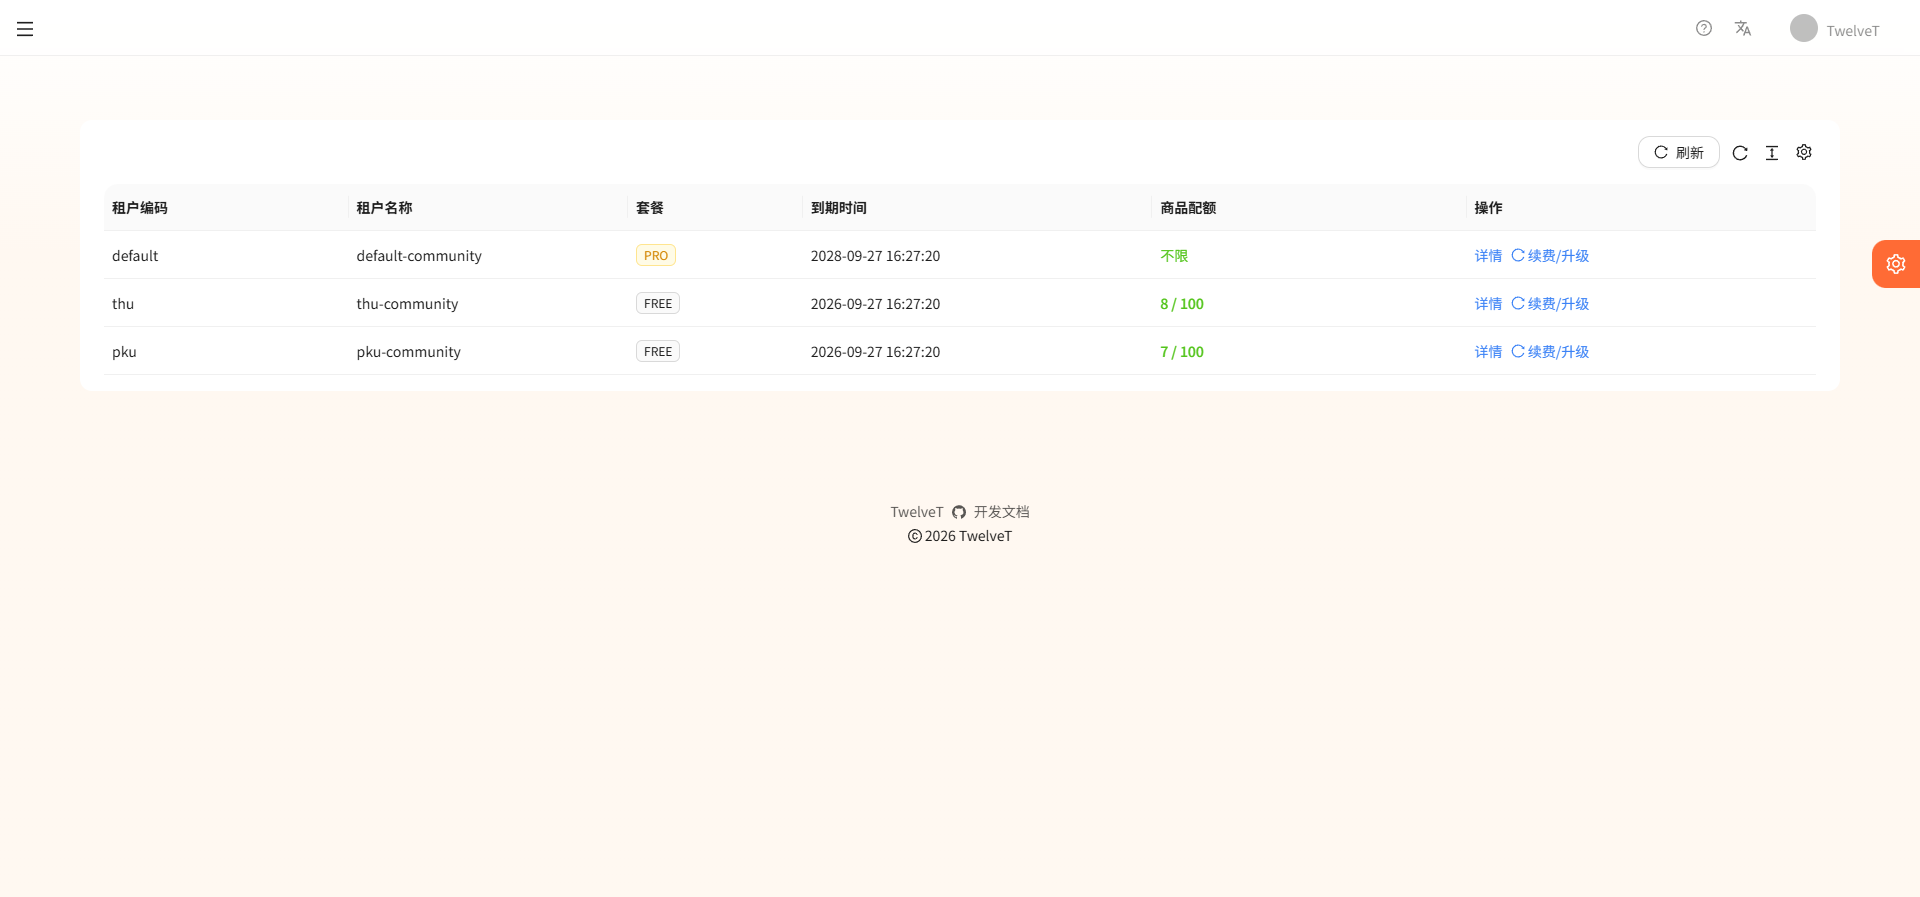 TwelveT
刷新
租户编码 租户名称 套餐 到期时间 商品配额 操作
default default-community PRO 2028-09-27 16:27:20 不限 详情 续费/升级
thu thu-community FREE 2026-09-27 16:27:20 8 / 100 详情 续费/升级
pku pku-community FREE 2026-09-27 16:27:20 7 / 100 详情 续费/升级
TwelveT 开发文档
© 2026 TwelveT